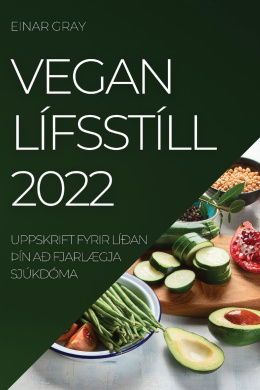 EINAR GRAY
VEGAN
LÍFSSTÍLL
2022
UPPSKRIFT FYRIR LÍÐAN
ÞÍN AÐ FJARLÆGJA
SJÚKDÓMA